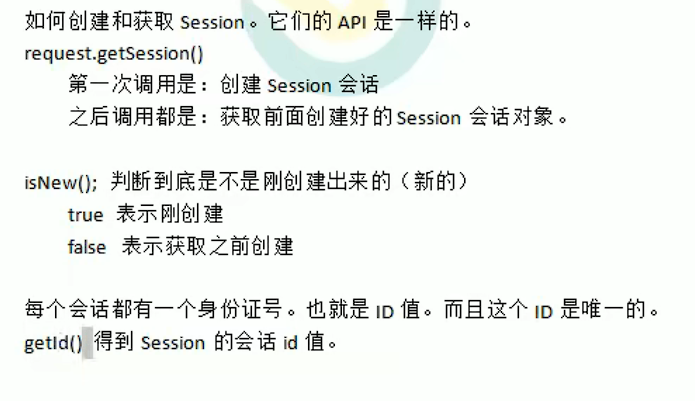 如何创建和获取 Session。它们的 API 是一样的。
request.getSession()
第一次调用是：创建 Session 会话
之后调用都是：获取前面创建好的 Session 会话对象。
isNew(); 判断到底是不是刚创建出来的（新的）
true 表示刚创建
false 表示获取之前创建
每个会话都有一个身份证号。也就是 ID 值。而且这个 ID 是唯一的。
getId() 得到 Session 的会话 id 值。